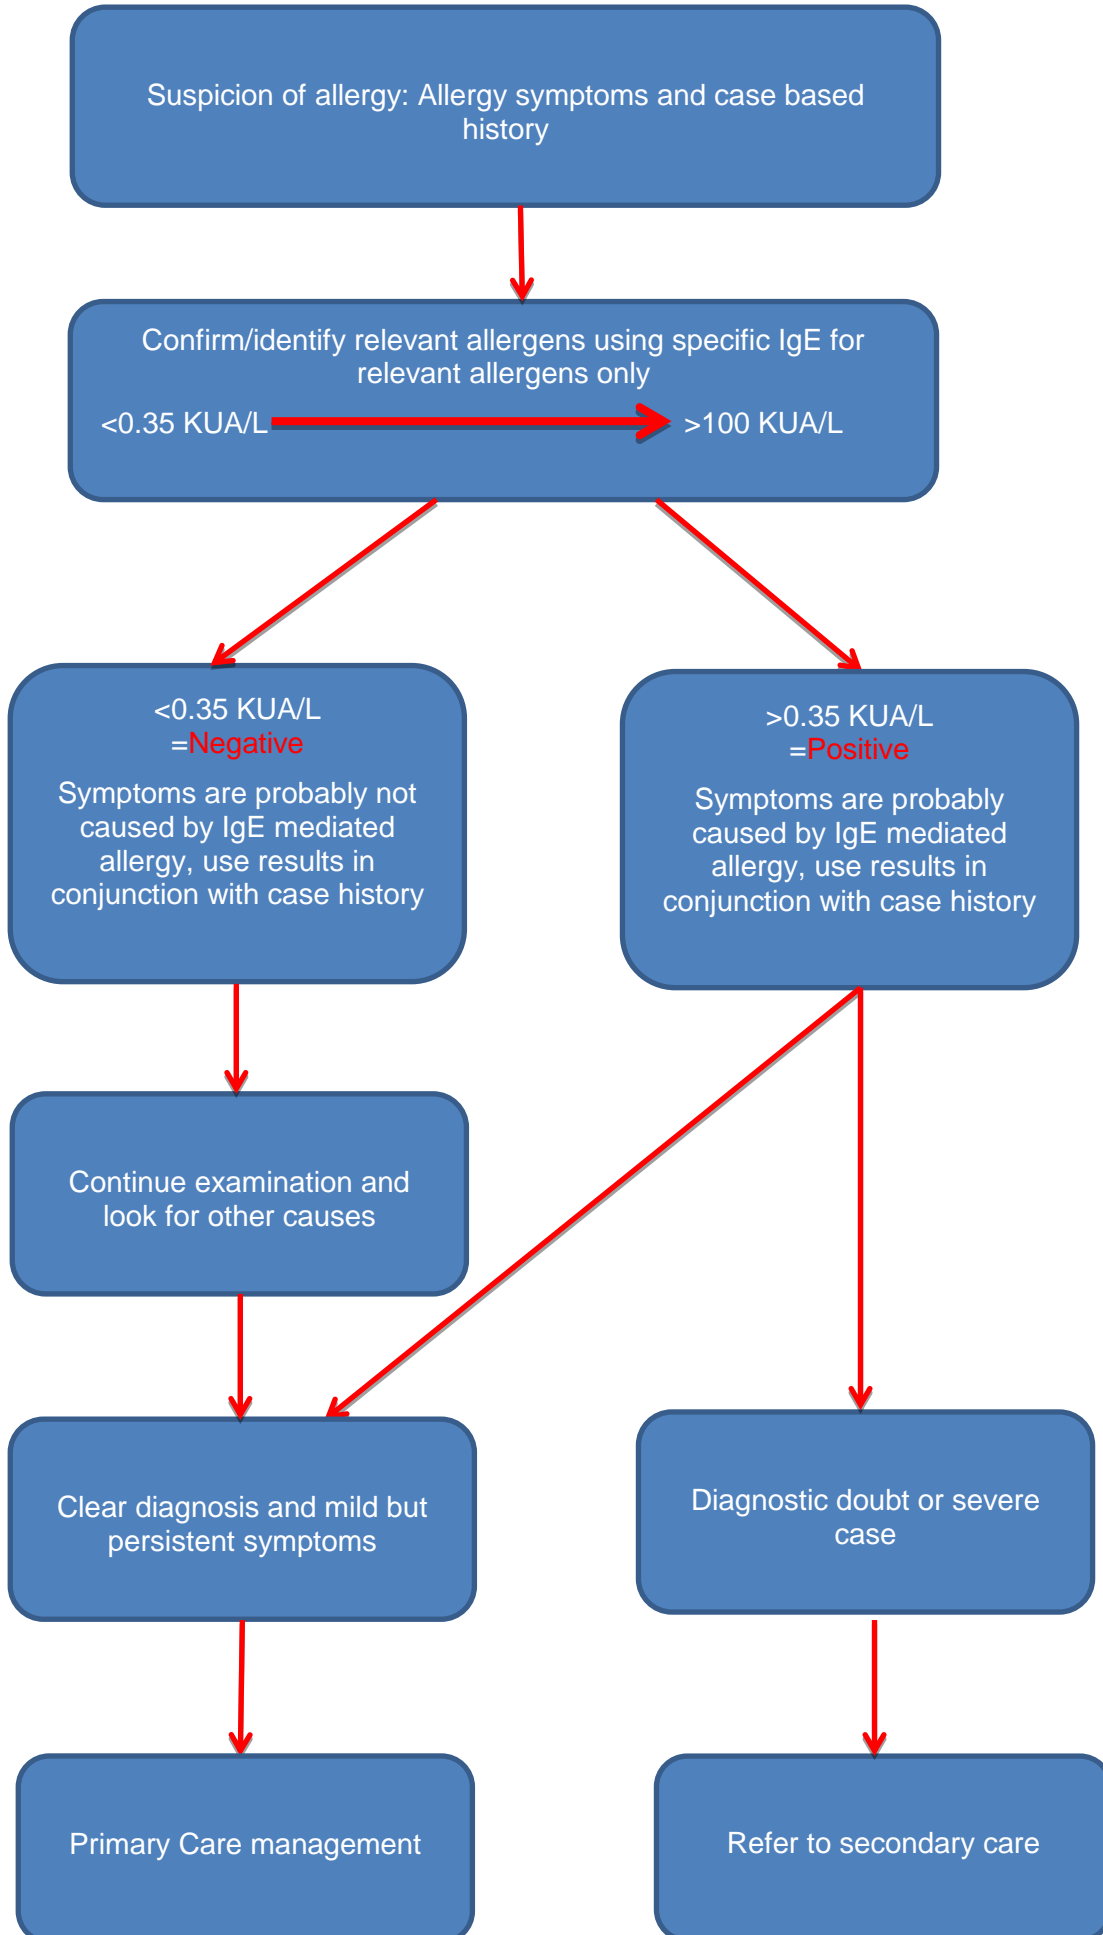 Suspicion of allergy: Allergy symptoms and case based
history
Confirm/identify relevant allergens using specific IgE for
relevant allergens only
<0.35 KUA/L >100 KUA/L
<0.35 KUA/L
=Negative
Symptoms are probably not
caused by IgE mediated
allergy, use results in
conjunction with case history
>0.35 KUA/L
=Positive
Symptoms are probably
caused by IgE mediated
allergy, use results in
conjunction with case history
Continue examination and
look for other causes
Clear diagnosis and mild but
persistent symptoms
Diagnostic doubt or severe
case
Primary Care management
Refer to secondary care